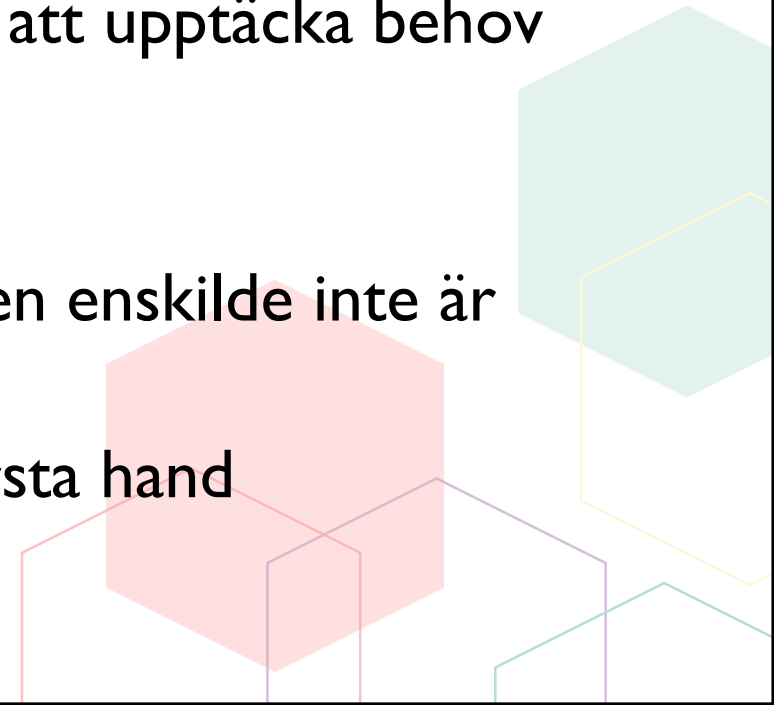 att upptäcka behov
en enskilde inte är
sta hand